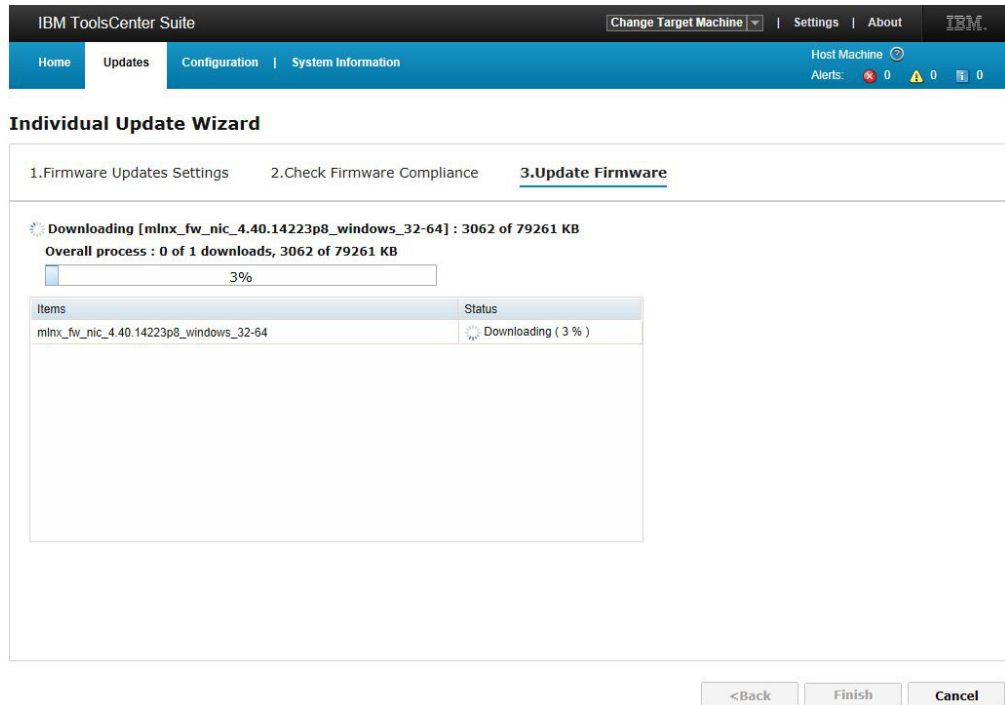 IBM ToolsCenter Suite Change Target Machine | Settings | About IBM.
Home Updates Configuration | System Information Host Machine ?
Alerts: 0 0 0
Individual Update Wizard
1.Firmware Updates Settings 2.Check Firmware Compliance 3.Update Firmware
Downloading [mlnx_fw_nic_4.40.14223p8_windows_32-64] : 3062 of 79261 KB
Overall process : 0 of 1 downloads, 3062 of 79261 KB
3%
Items Status
mlnx_fw_nic_4.40.14223p8_windows_32-64 Downloading ( 3 % )
<Back Finish Cancel